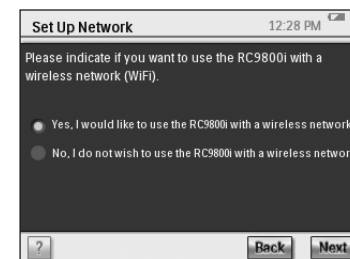 Set Up Network 12:28 PM
Please indicate if you want to use the RC9800i with a
wireless network (WiFi).
Yes, I would like to use the RC9800i with a wireless network
No, I do not wish to use the RC9800i with a wireless networ
? Back Next